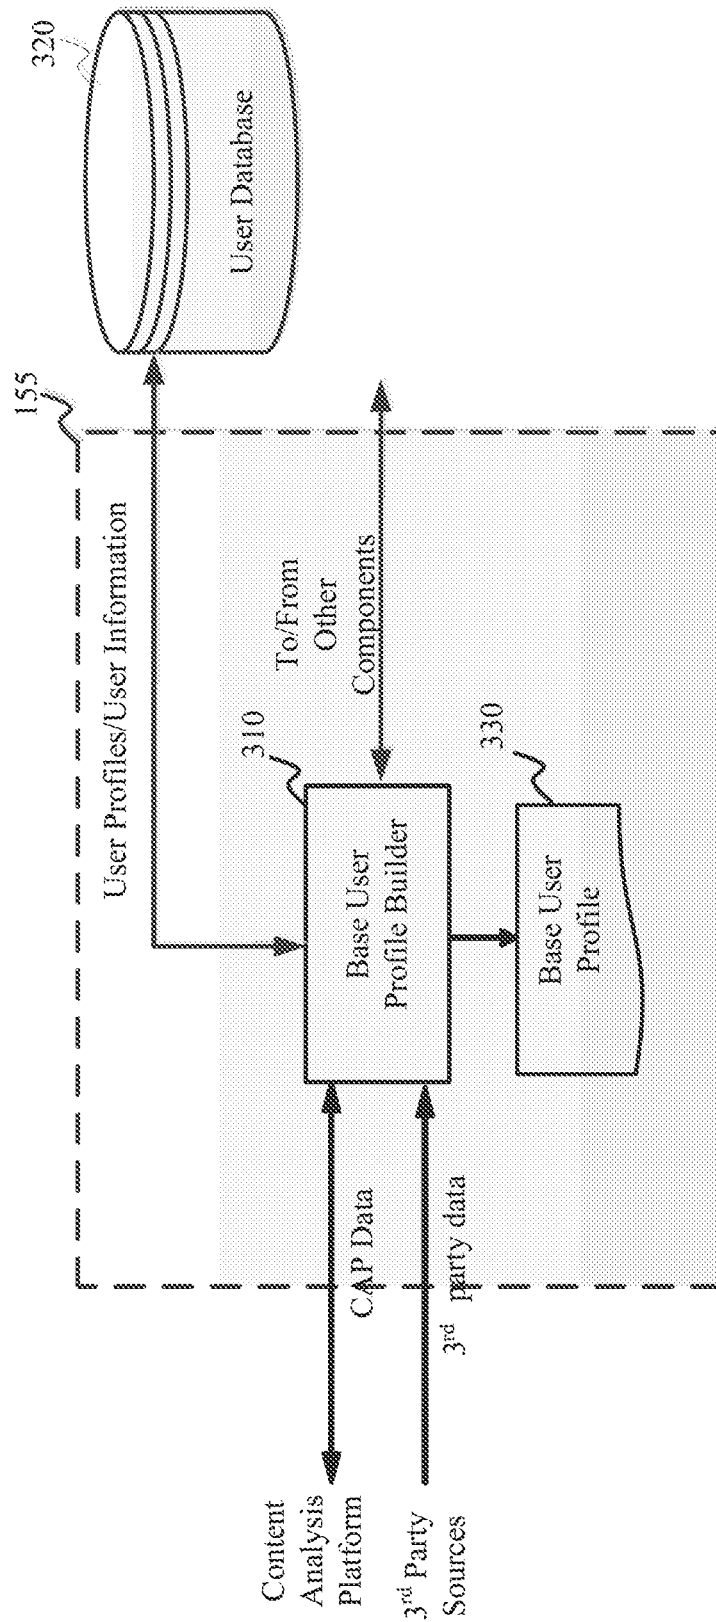 155
320
User Profiles/User Information
User Database
To/From
Other
Components
310
Content
Analysis
Platform
CAP Data
Base User
Profile Builder
3rd Party
Sources
3rd party data
330
Base User
Profile